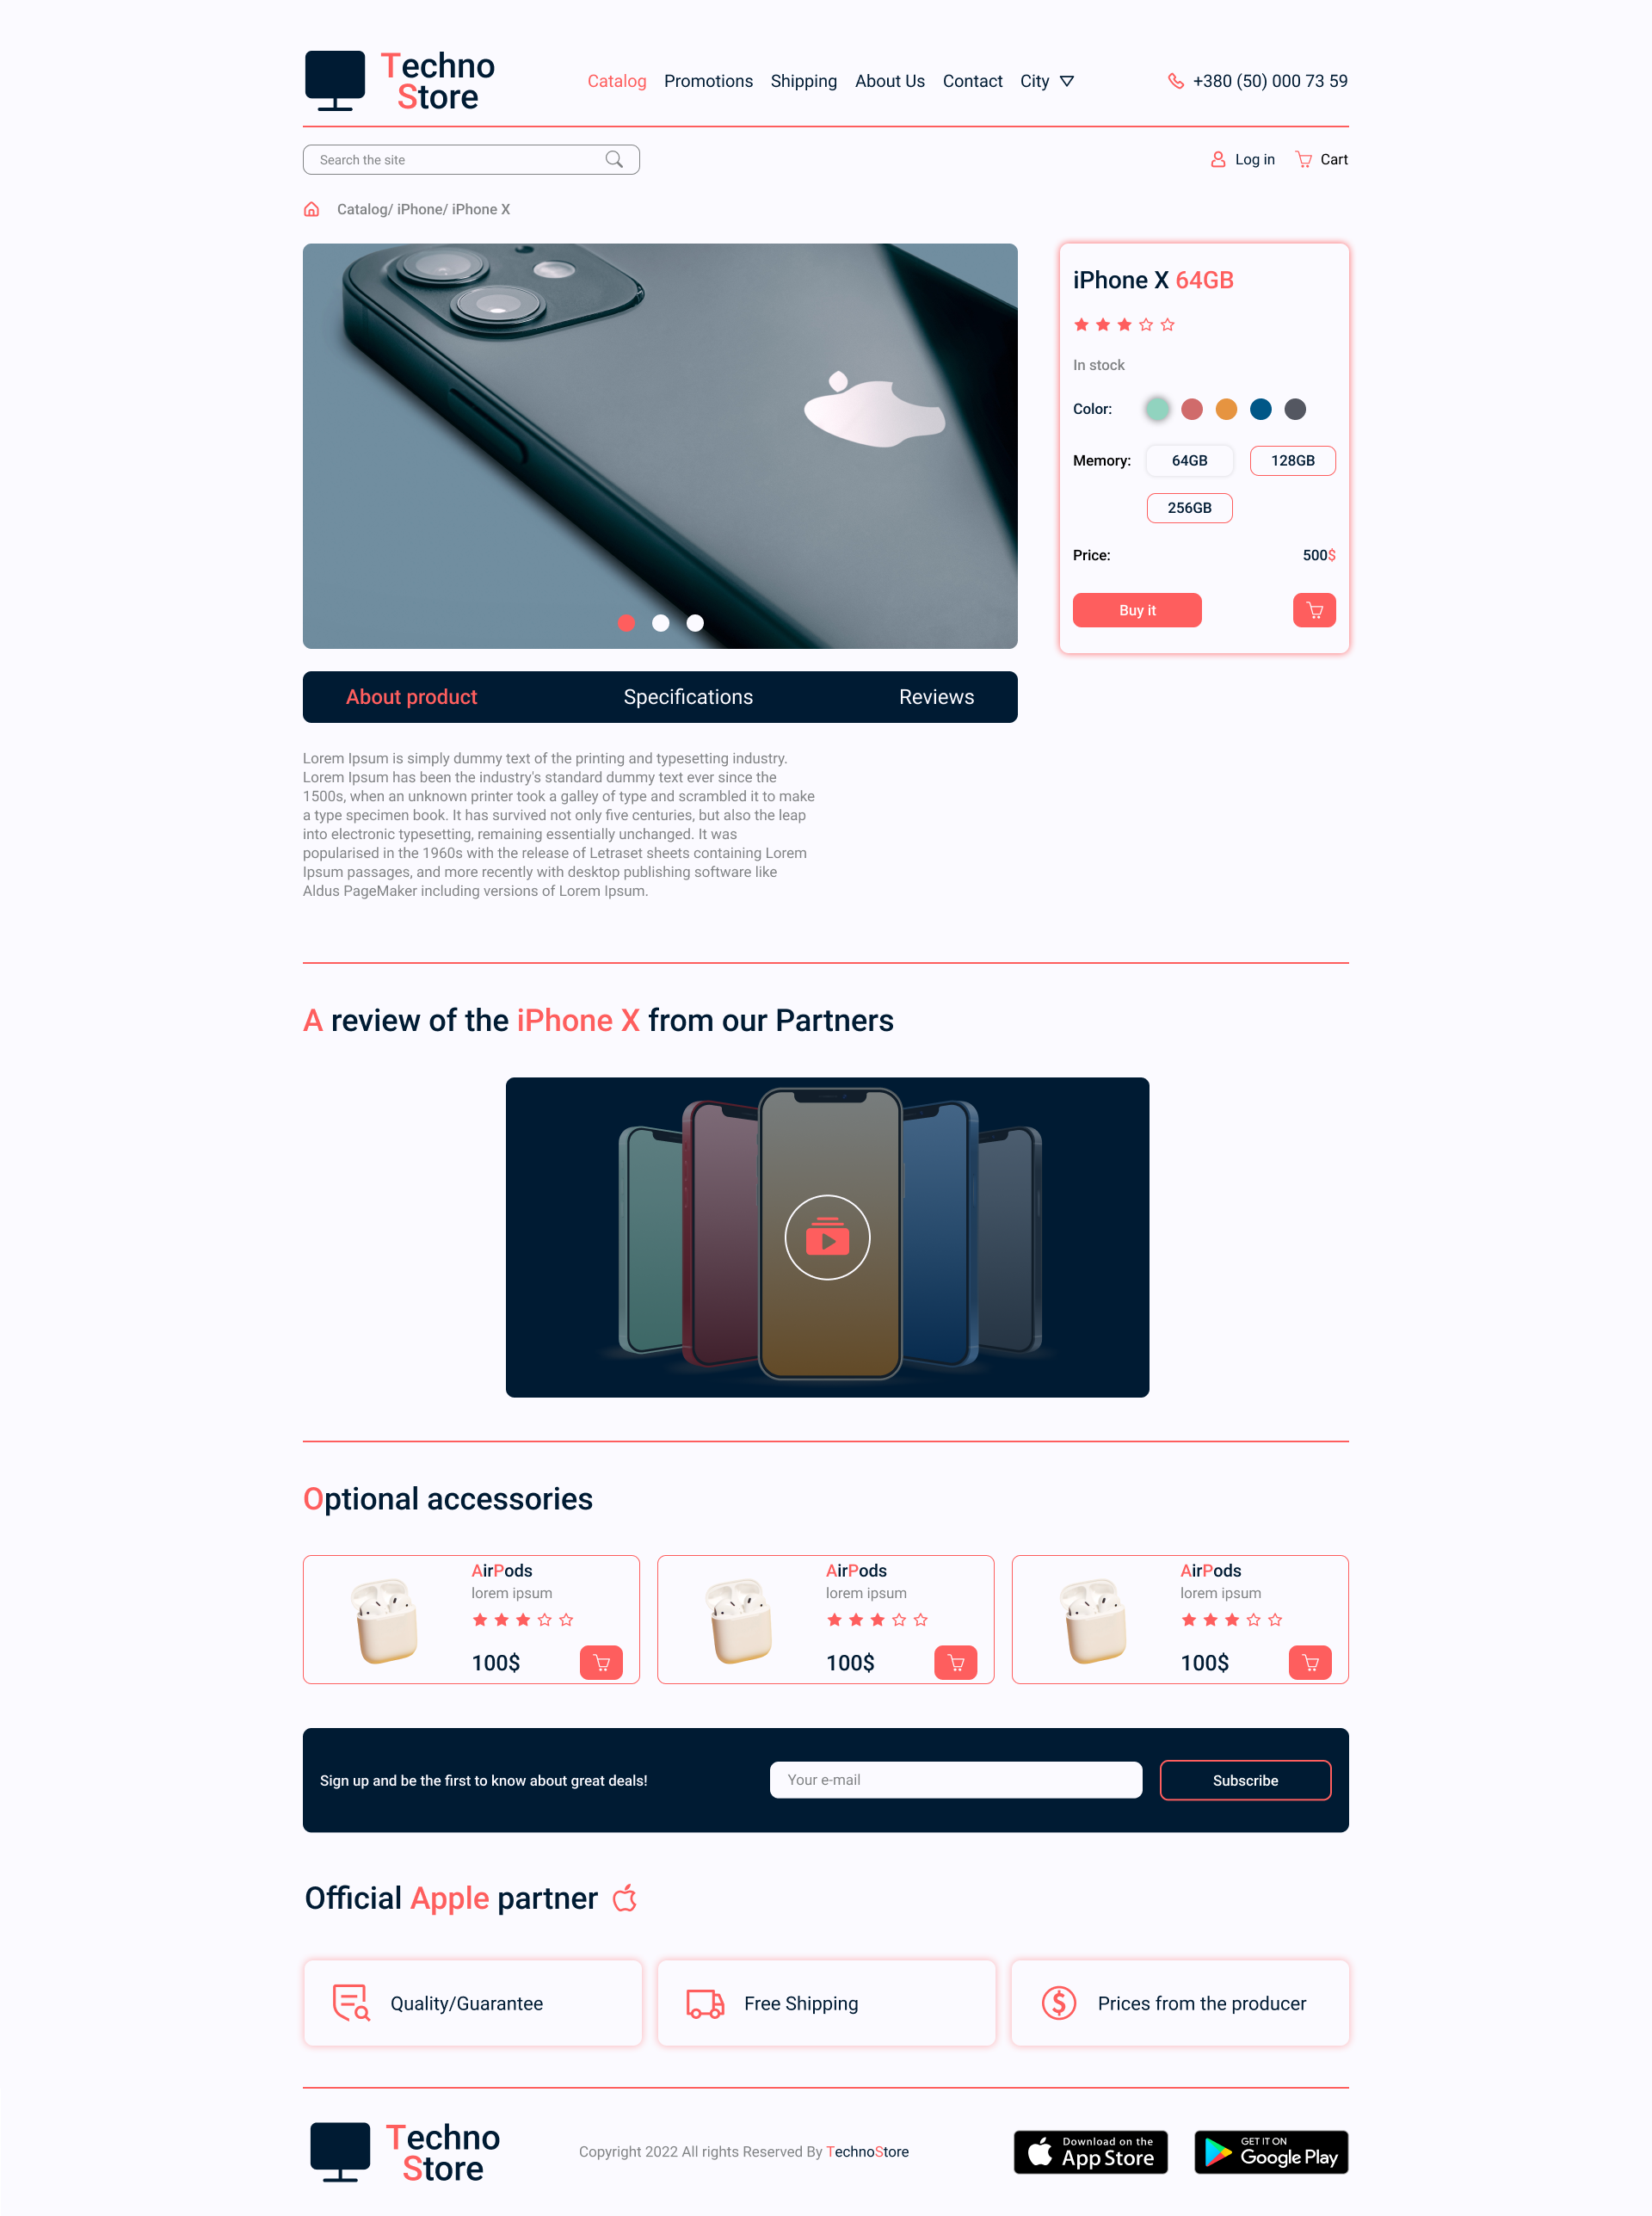 Techno
Store
Catalog Promotions Shipping About Us Contact City
+380 (50) 000 73 59
Search the site
Log in
Cart
Catalog/ iPhone/ iPhone X
iPhone X 64GB
In stock
Color:
Memory: 64GB 128GB
256GB
Price: 500$
Buy it
About product Specifications Reviews
Lorem Ipsum is simply dummy text of the printing and typesetting industry.
Lorem Ipsum has been the industry's standard dummy text ever since the
1500s, when an unknown printer took a galley of type and scrambled it to make
a type specimen book. It has survived not only five centuries, but also the leap
into electronic typesetting, remaining essentially unchanged. It was
popularised in the 1960s with the release of Letraset sheets containing Lorem
Ipsum passages, and more recently with desktop publishing software like
Aldus PageMaker including versions of Lorem Ipsum.
A review of the iPhone X from our Partners
Optional accessories
AirPods
lorem ipsum
100$
AirPods
lorem ipsum
100$
AirPods
lorem ipsum
100$
Sign up and be the first to know about great deals!
Your e-mail
Subscribe
Official Apple partner
Quality/Guarantee
Free Shipping
Prices from the producer
Techno
Store
Copyright 2022 All rights Reserved By TechnoStore
Download on the
App Store
GET IT ON
Google Play